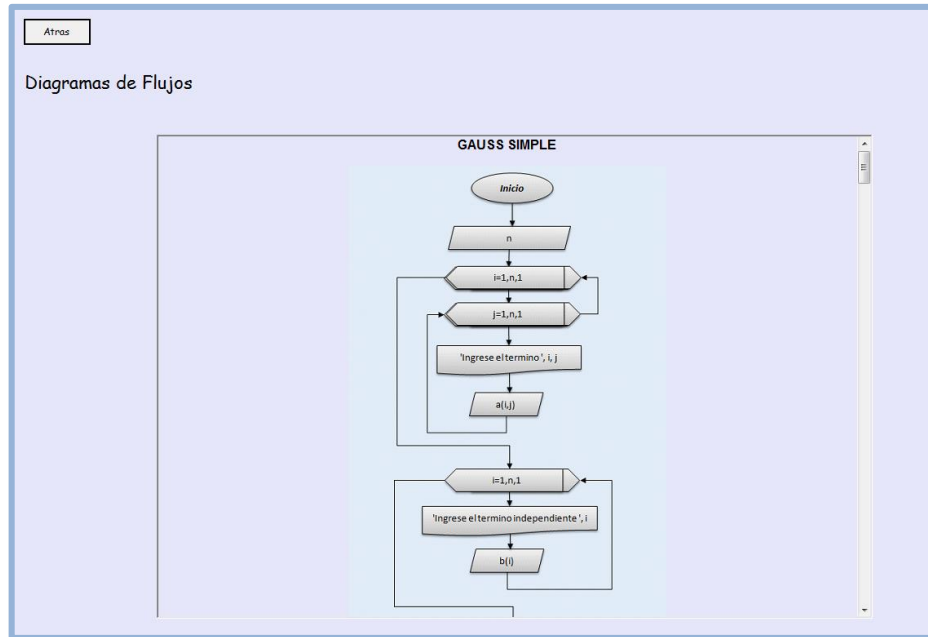 Atras
Diagramas de Flujos
GAUSS SIMPLE
Inicio
n
i=1,n,1
j=1,n,1
'Ingrese el termino', i, j
a(i,j)
i=1,n,1
'Ingrese el termino independiente', i
b(i)